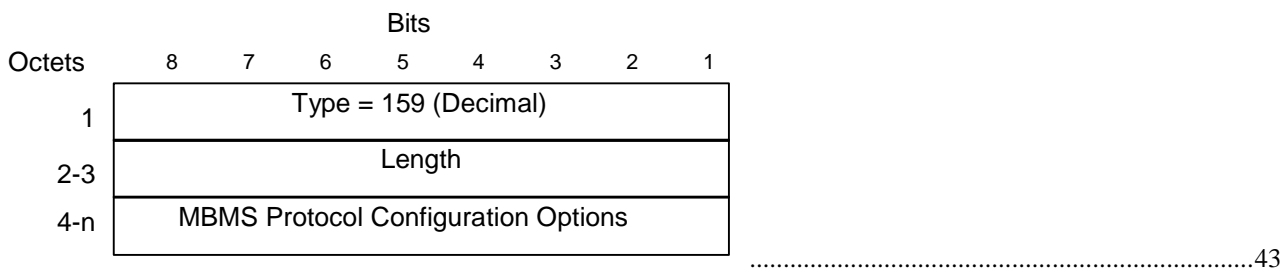 Bits
Octets 8 7 6 5 4 3 2 1
1 Type = 159 (Decimal)
2-3 Length
4-n MBMS Protocol Configuration Options
...........................................................................43